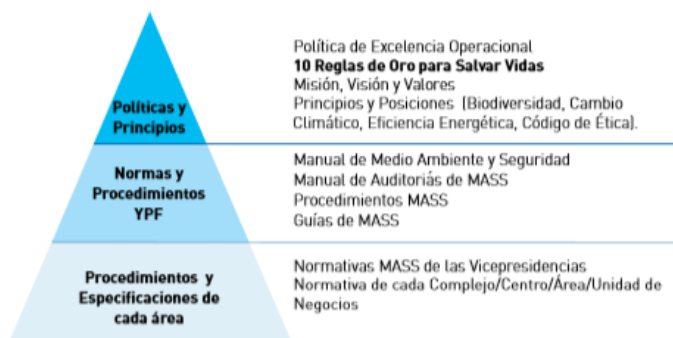 Políticas y
Principios
Política de Excelencia Operacional
10 Reglas de Oro para Salvar Vidas
Misión, Visión y Valores
Principios y Posiciones (Biodiversidad, Cambio
Climático, Eficiencia Energética, Código de Ética).
Normas y
Procedimientos
YPF
Manual de Medio Ambiente y Seguridad
Manual de Auditoriás de MASS
Procedimientos MASS
Guías de MASS
Procedimientos y
Especificaciones de
cada área
Normativas MASS de las Vicepresidencias
Normativa de cada Complejo/Centro/Área/Unidad de
Negocios